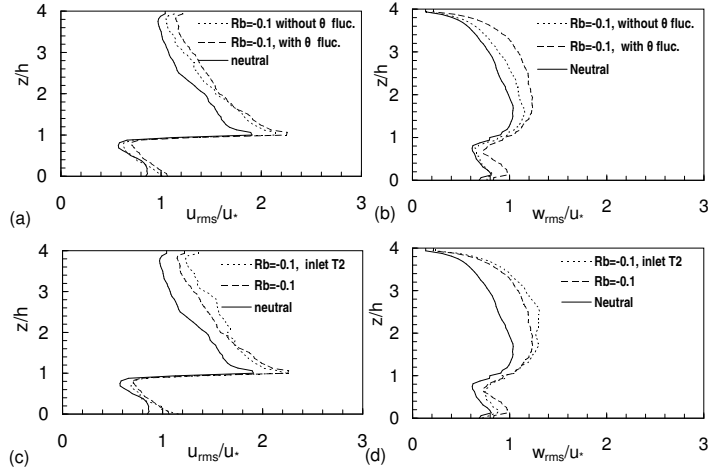 4
3
2
1
0
z/h
Rb=-0.1 without θ fluc.
Rb=-0.1, with θ fluc.
neutral
0 1 2 3
(a) u_rms/u*
4
3
2
1
0
z/h
Rb=-0.1 without θ fluc.
Rb=-0.1, with θ fluc.
Neutral
0 1 2 3
(b) w_rms/u*
4
3
2
1
0
z/h
Rb=-0.1, inlet T2
Rb=-0.1
neutral
0 1 2 3
(c) u_rms/u*
4
3
2
1
0
z/h
Rb=-0.1, inlet T2
Rb=-0.1
Neutral
0 1 2 3
(d) w_rms/u*